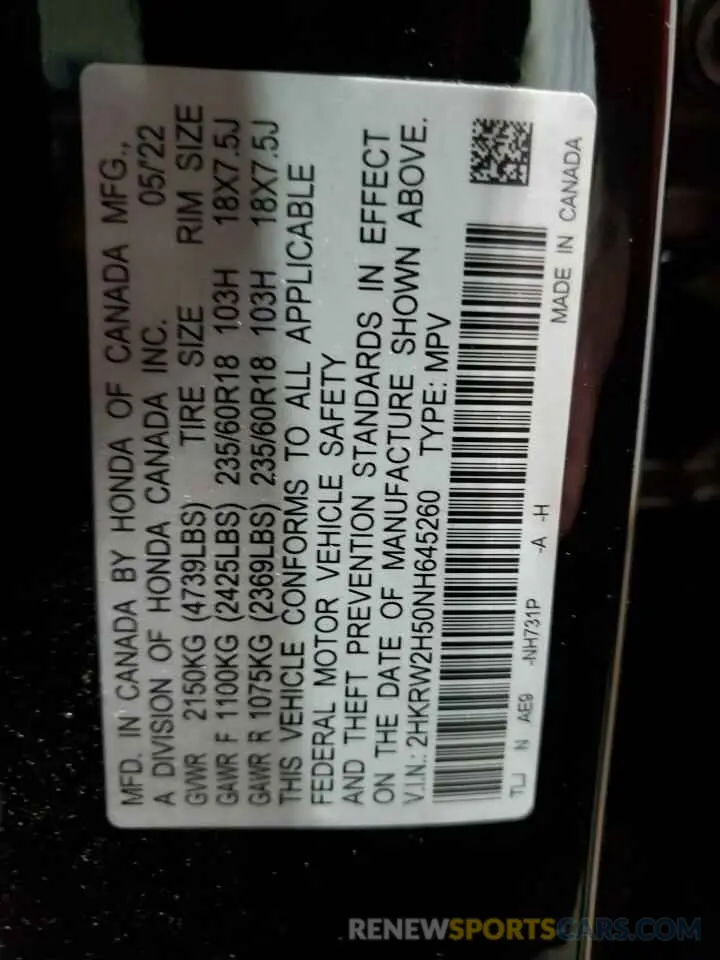 MFD. IN CANADA BY HONDA OF CANADA MFG.,
A DIVISION OF HONDA CANADA INC. 05/'22
GVWR 2150KG (4739LBS) TIRE SIZE RIM SIZE
GAWR F 1100KG (2425LBS) 235/60R18 103H 18X7.5J
GAWR R 1075KG (2369LBS) 235/60R18 103H 18X7.5J
THIS VEHICLE CONFORMS TO ALL APPLICABLE
FEDERAL MOTOR VEHICLE SAFETY
AND THEFT PREVENTION STANDARDS IN EFFECT
ON THE DATE OF MANUFACTURE SHOWN ABOVE.
V.I.N.: 2HKRW2H50NH645260 TYPE: MPV
N AE9 -NH731P -A -H
MADE IN CANADA
RENEWSPORTSCARS.COM